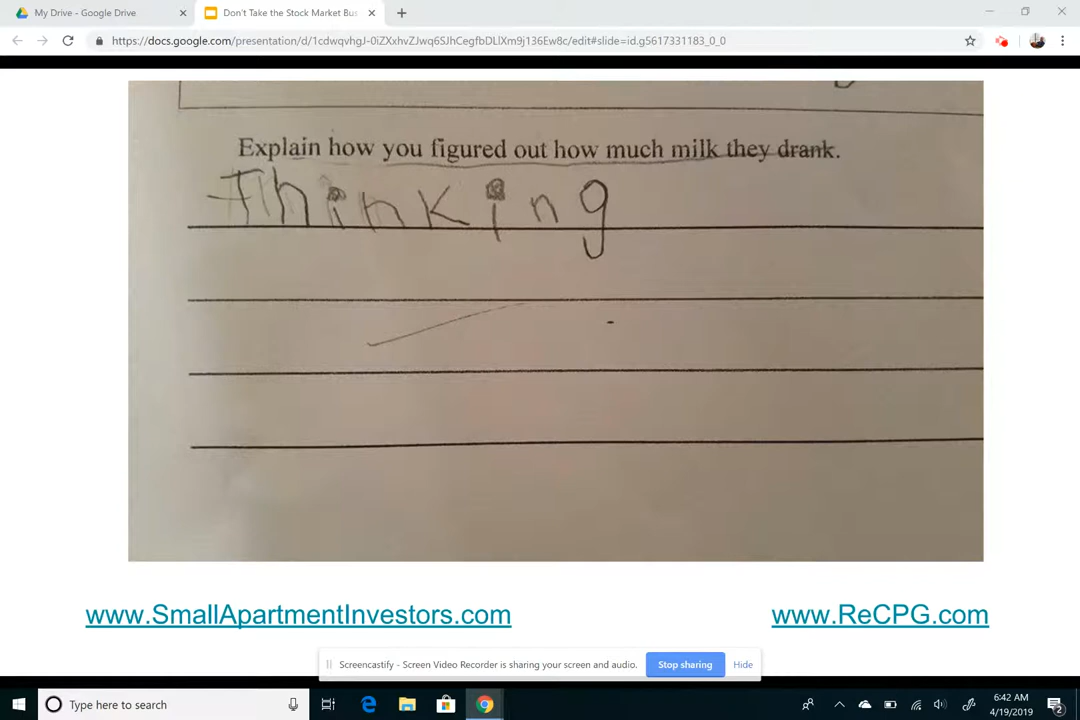 My Drive - Google Drive
Don't Take the Stock Market Bus
https://docs.google.com/presentation/d/1cdwqvhgJ-0iZXxhvZJwq6SJhCegfbDLlXm9j136Ew8c/edit#slide=id.g5617331183_0_0
Explain how you figured out how much milk they drank.
Thinking
www.SmallApartmentInvestors.com www.ReCPG.com
Screencastify - Screen Video Recorder is sharing your screen and audio. Stop sharing Hide
Type here to search
6:42 AM
4/19/2019
2